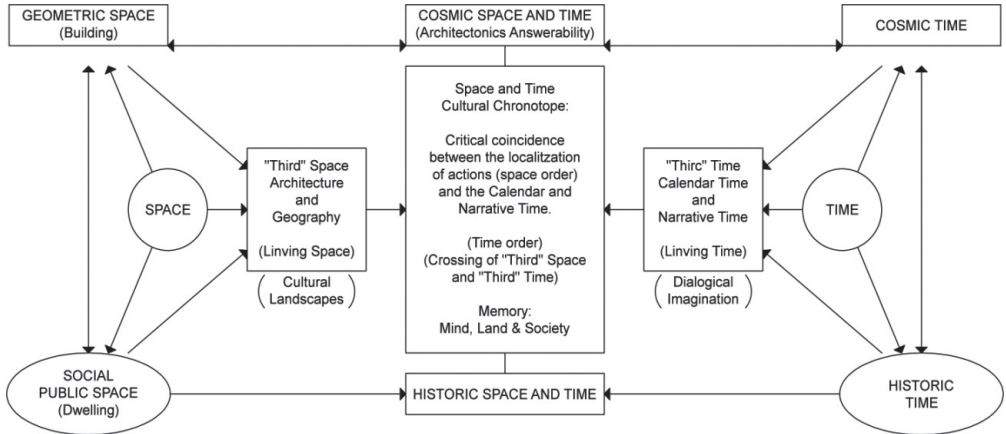 GEOMETRIC SPACE
(Building)
COSMIC SPACE AND TIME
(Architectonics Answerability)
COSMIC TIME
Space and Time
Cultural Chronotope:
Critical coincidence
between the localitzation
of actions (space order)
and the Calendar and
Narrative Time.
(Time order)
(Crossing of "Third" Space
and "Third" Time)
Memory:
Mind, Land & Society
SPACE
"Third" Space
Architecture
and
Geography
(Linving Space)
(Cultural
Landscapes)
"Thirc" Time
Calendar Time
and
Narrative Time
(Linving Time)
(Dialogical
Imagination)
TIME
SOCIAL
PUBLIC SPACE
(Dwelling)
HISTORIC SPACE AND TIME
HISTORIC
TIME